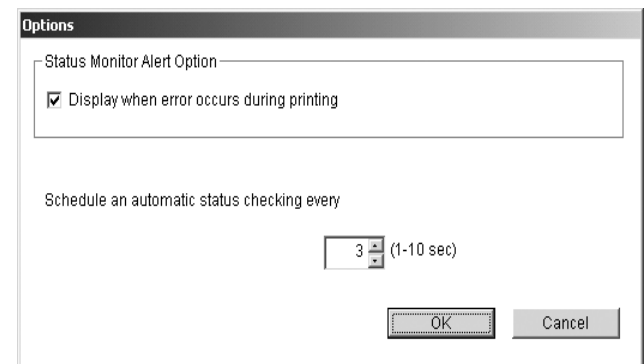 Options
Status Monitor Alert Option
Display when error occurs during printing
Schedule an automatic status checking every
3 (1-10 sec)
OK Cancel